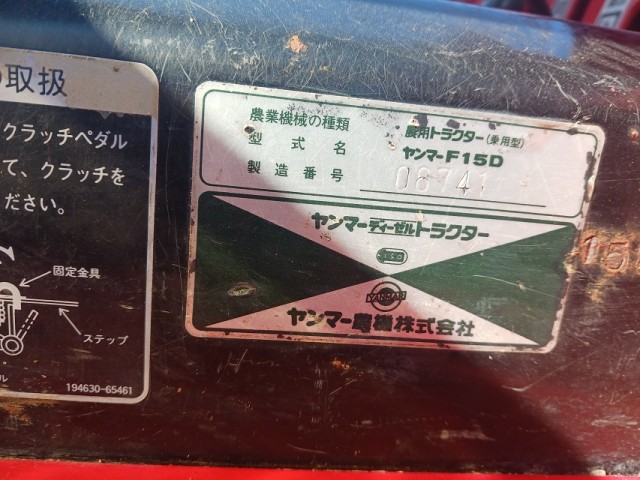 の取扱
クラッチペダル
て、クラッチを
ださい。
固定金具
ステップ
ル
194630-65461
農業機械の種類 農用トラクター(乗用型)
型式名 ヤンマーF15D
製造番号 08741
ヤンマーディーゼルトラクター
YANMAR
ヤンマー農機株式会社
15